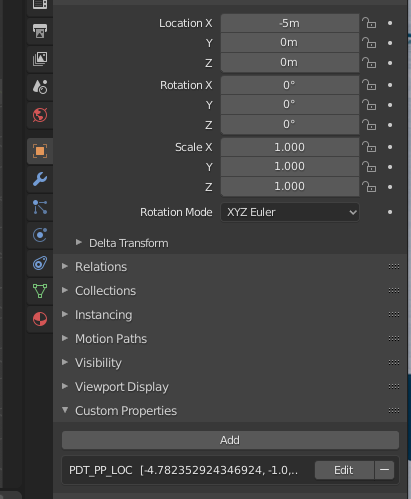 Location X -5m
Y 0m
Z 0m
Rotation X 0°
Y 0°
Z 0°
Scale X 1.000
Y 1.000
Z 1.000
Rotation Mode XYZ Euler
Delta Transform
Relations
Collections
Instancing
Motion Paths
Visibility
Viewport Display
Custom Properties
Add
PDT_PP_LOC [-4.782352924346924, -1.0,.. Edit